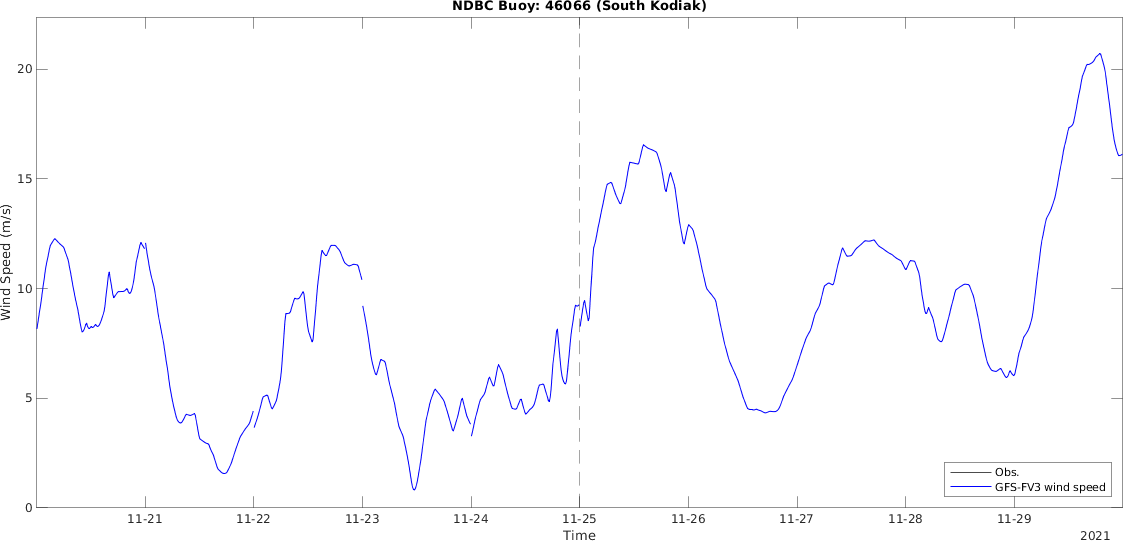 NDBC Buoy: 46066 (South Kodiak)
Wind Speed (m/s)
20
15
10
5
0
11-21 11-22 11-23 11-24 11-25 11-26 11-27 11-28 11-29
Time
2021
Obs.
GFS-FV3 wind speed